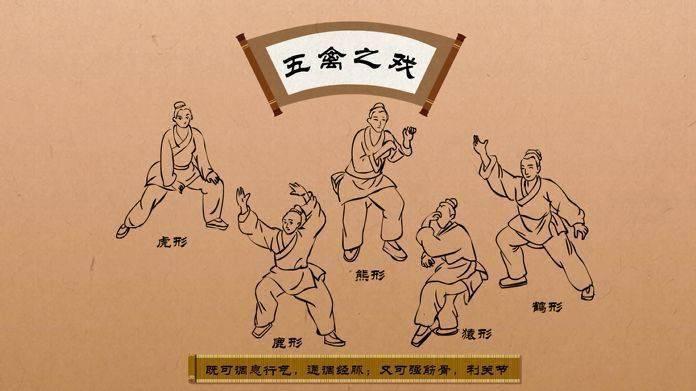 五禽之戏
虎形
熊形
鹤形
鹿形
猿形
既可调息行气，通调经脉；又可强筋骨，利关节